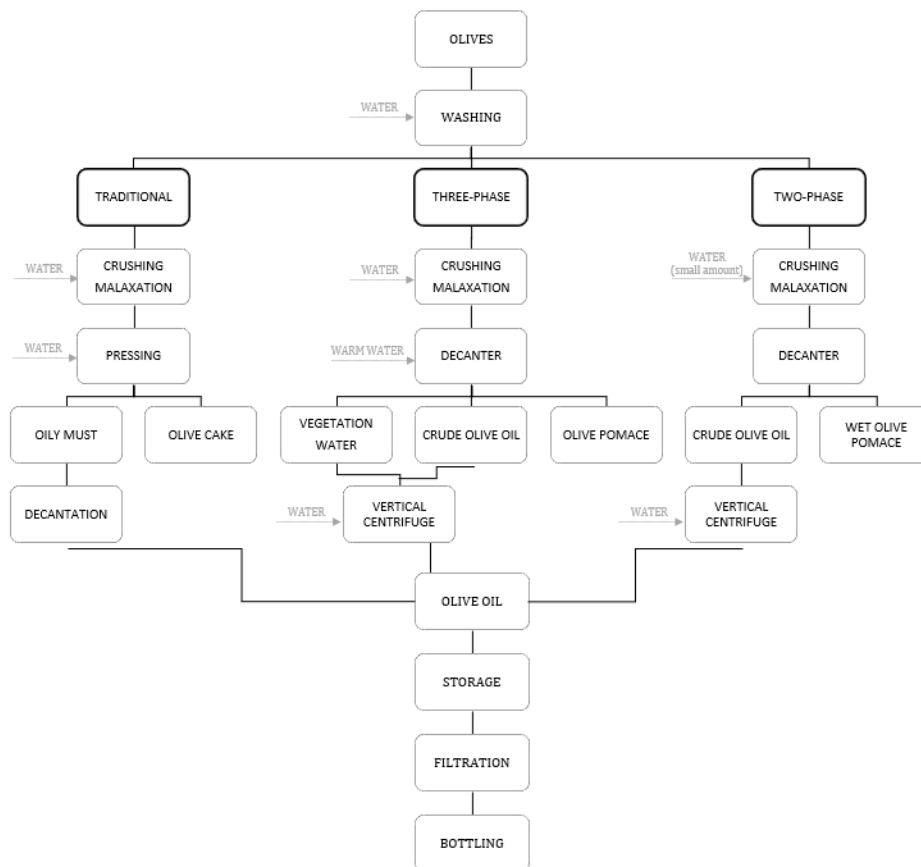 OLIVES
WATER
WASHING
TRADITIONAL
THREE-PHASE
TWO-PHASE
WATER
CRUSHING
MALAXATION
WATER
CRUSHING
MALAXATION
WATER
(small amount)
CRUSHING
MALAXATION
WATER
PRESSING
WARM WATER
DECANTER
DECANTER
OILY MUST
OLIVE CAKE
VEGETATION
WATER
CRUDE OLIVE OIL
OLIVE POMACE
CRUDE OLIVE OIL
WET OLIVE
POMACE
DECANTATION
WATER
VERTICAL
CENTRIFUGE
WATER
VERTICAL
CENTRIFUGE
OLIVE OIL
STORAGE
FILTRATION
BOTTLING